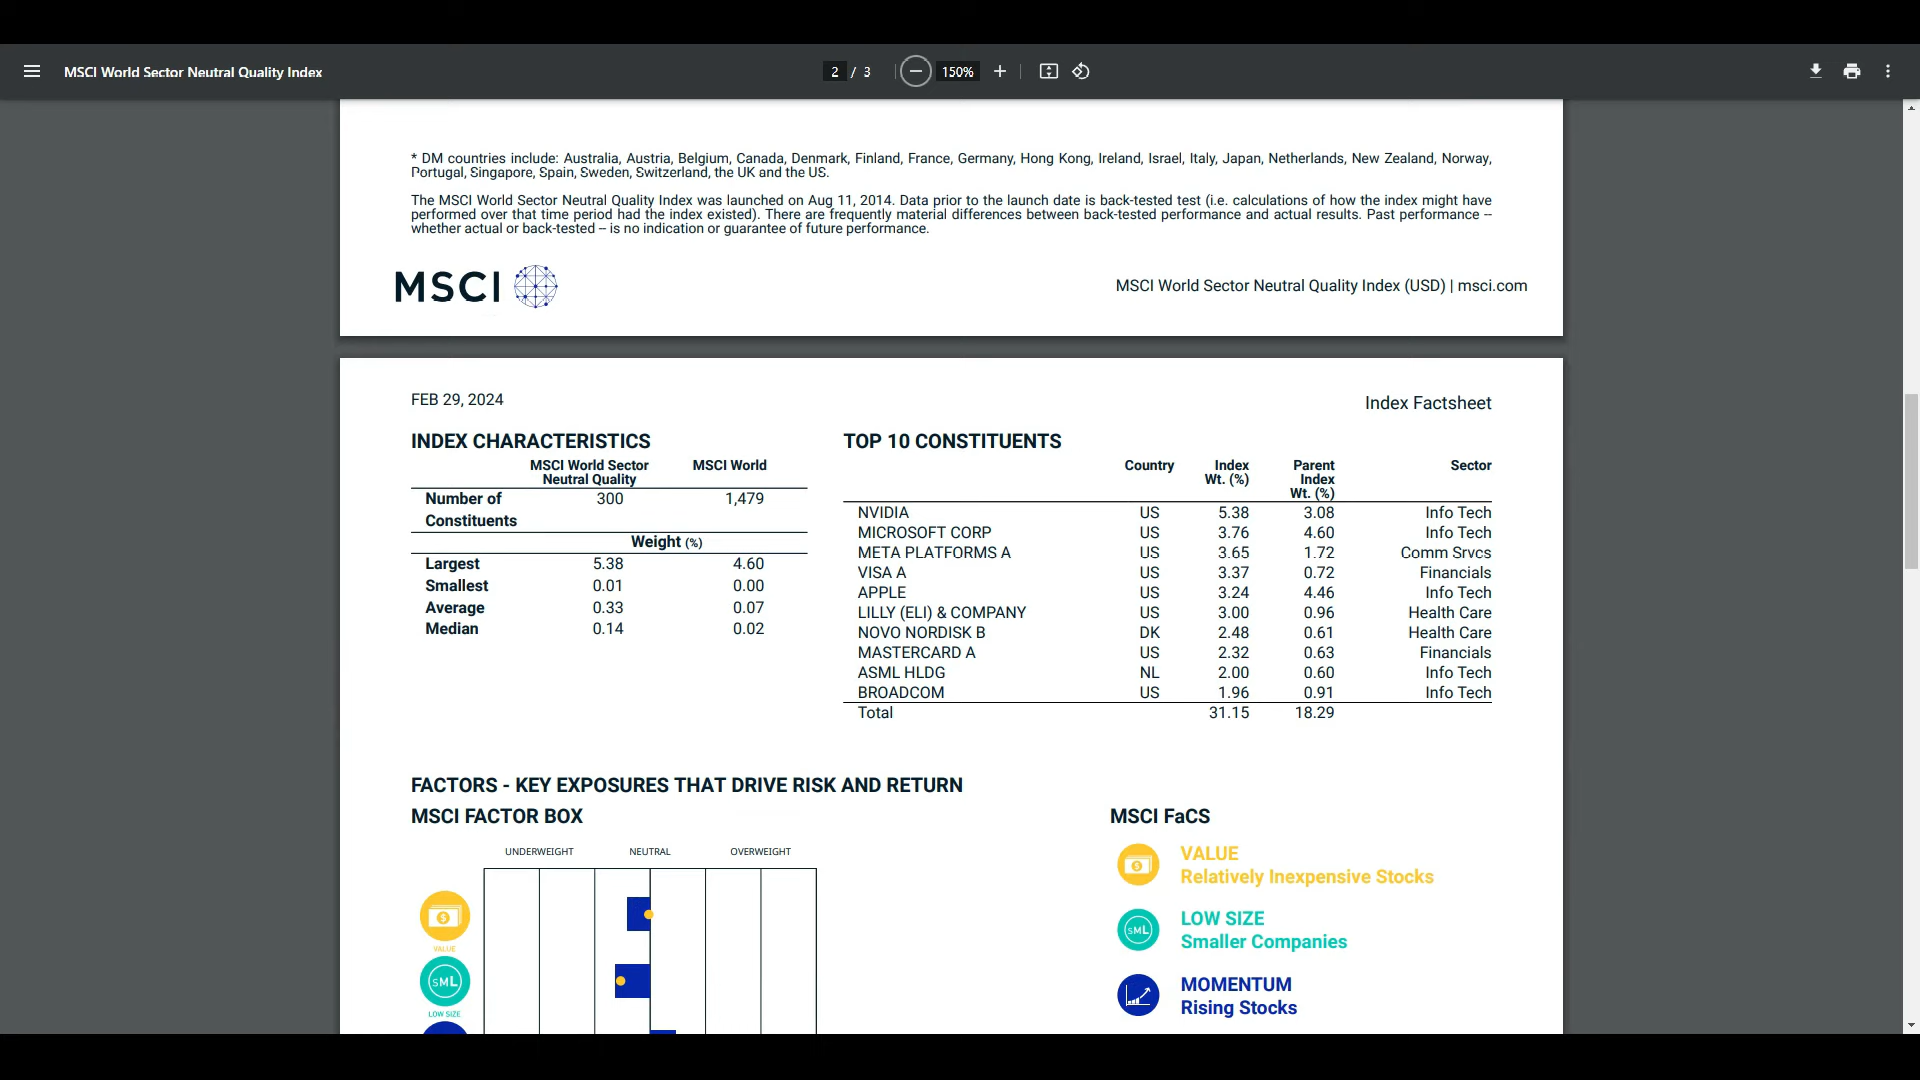 MSCI World Sector Neutral Quality Index
2 / 3
150%
* DM countries include: Australia, Austria, Belgium, Canada, Denmark, Finland, France, Germany, Hong Kong, Ireland, Israel, Italy, Japan, Netherlands, New Zealand, Norway,
Portugal, Singapore, Spain, Sweden, Switzerland, the UK and the US.
The MSCI World Sector Neutral Quality Index was launched on Aug 11, 2014. Data prior to the launch date is back-tested test (i.e. calculations of how the index might have
performed over that time period had the index existed). There are frequently material differences between back-tested performance and actual results. Past performance --
whether actual or back-tested -- is no indication or guarantee of future performance.
MSCI
MSCI World Sector Neutral Quality Index (USD) | msci.com
FEB 29, 2024
Index Factsheet
INDEX CHARACTERISTICS
MSCI World Sector MSCI World
Neutral Quality
Number of 300 1,479
Constituents
Weight (%)
Largest 5.38 4.60
Smallest 0.01 0.00
Average 0.33 0.07
Median 0.14 0.02
TOP 10 CONSTITUENTS
Country Index Parent Sector
Wt. (%) Index
Wt. (%)
NVIDIA US 5.38 3.08 Info Tech
MICROSOFT CORP US 3.76 4.60 Info Tech
META PLATFORMS A US 3.65 1.72 Comm Srvcs
VISA A US 3.37 0.72 Financials
APPLE US 3.24 4.46 Info Tech
LILLY (ELI) & COMPANY US 3.00 0.96 Health Care
NOVO NORDISK B DK 2.48 0.61 Health Care
MASTERCARD A US 2.32 0.63 Financials
ASML HLDG NL 2.00 0.60 Info Tech
BROADCOM US 1.96 0.91 Info Tech
Total 31.15 18.29
FACTORS - KEY EXPOSURES THAT DRIVE RISK AND RETURN
MSCI FACTOR BOX
UNDERWEIGHT NEUTRAL OVERWEIGHT
$
VALUE
SML
LOW SIZE
MSCI FaCS
$
VALUE
Relatively Inexpensive Stocks
SML
LOW SIZE
Smaller Companies
MOMENTUM
Rising Stocks